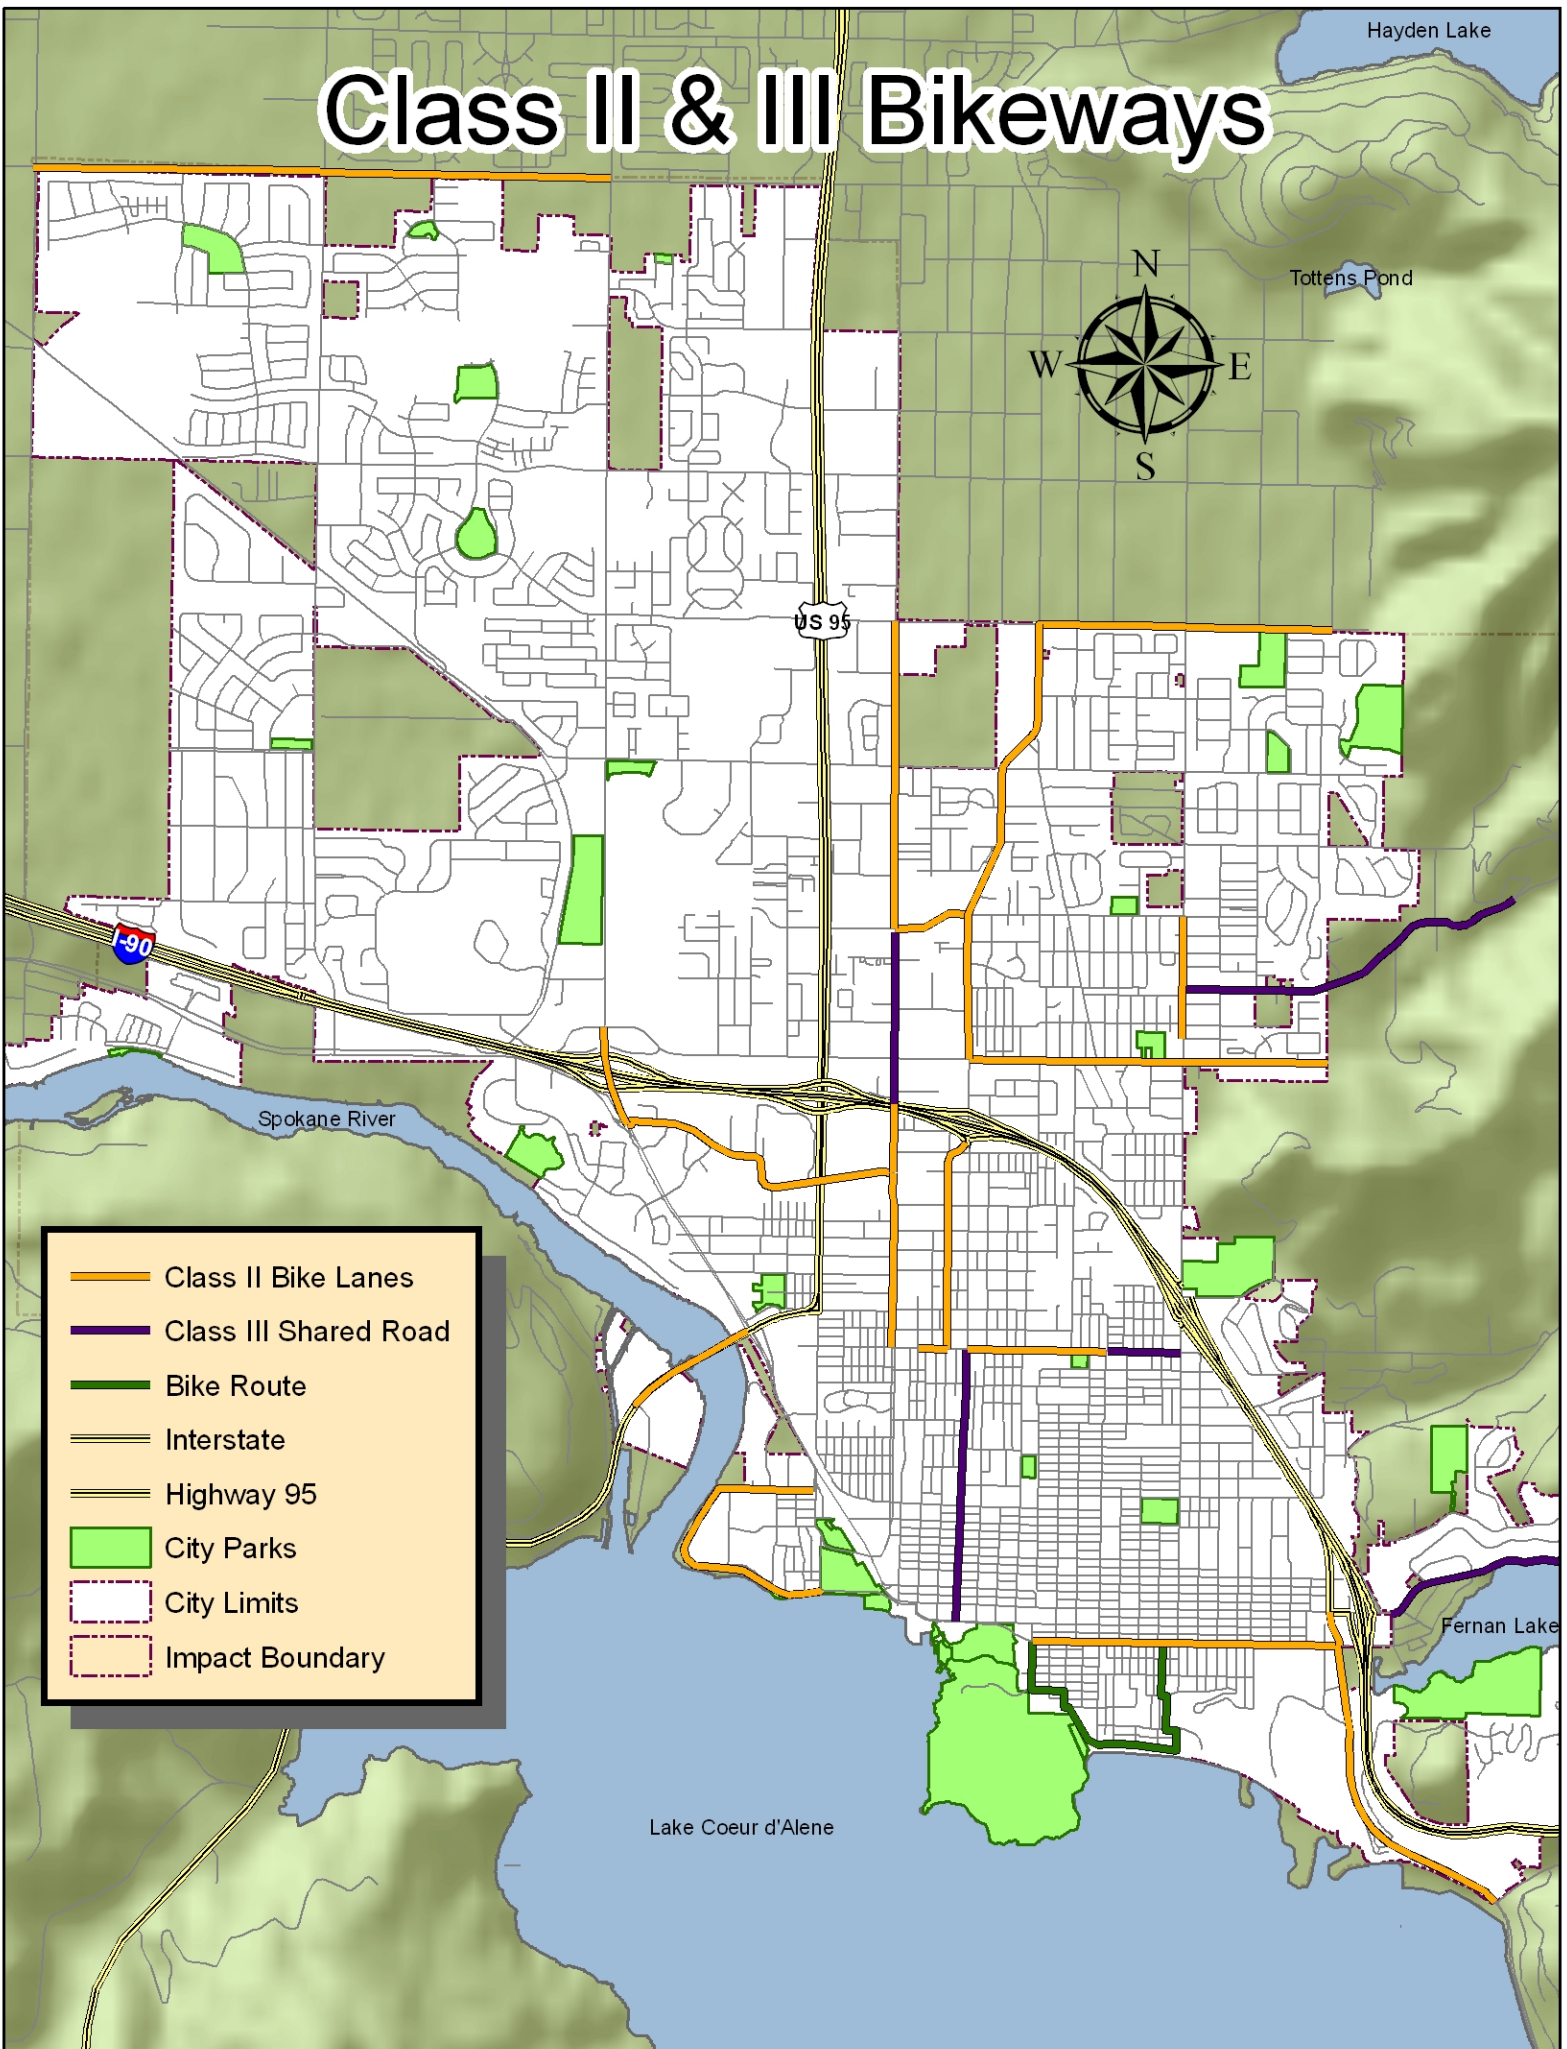 Hayden Lake
Class II & III Bikeways
N
Tottens Pond
W
E
S
US 95
I-90
Spokane River
Class II Bike Lanes
Class III Shared Road
Bike Route
Interstate
Highway 95
City Parks
City Limits
Impact Boundary
Fernan Lake
Lake Coeur d'Alene